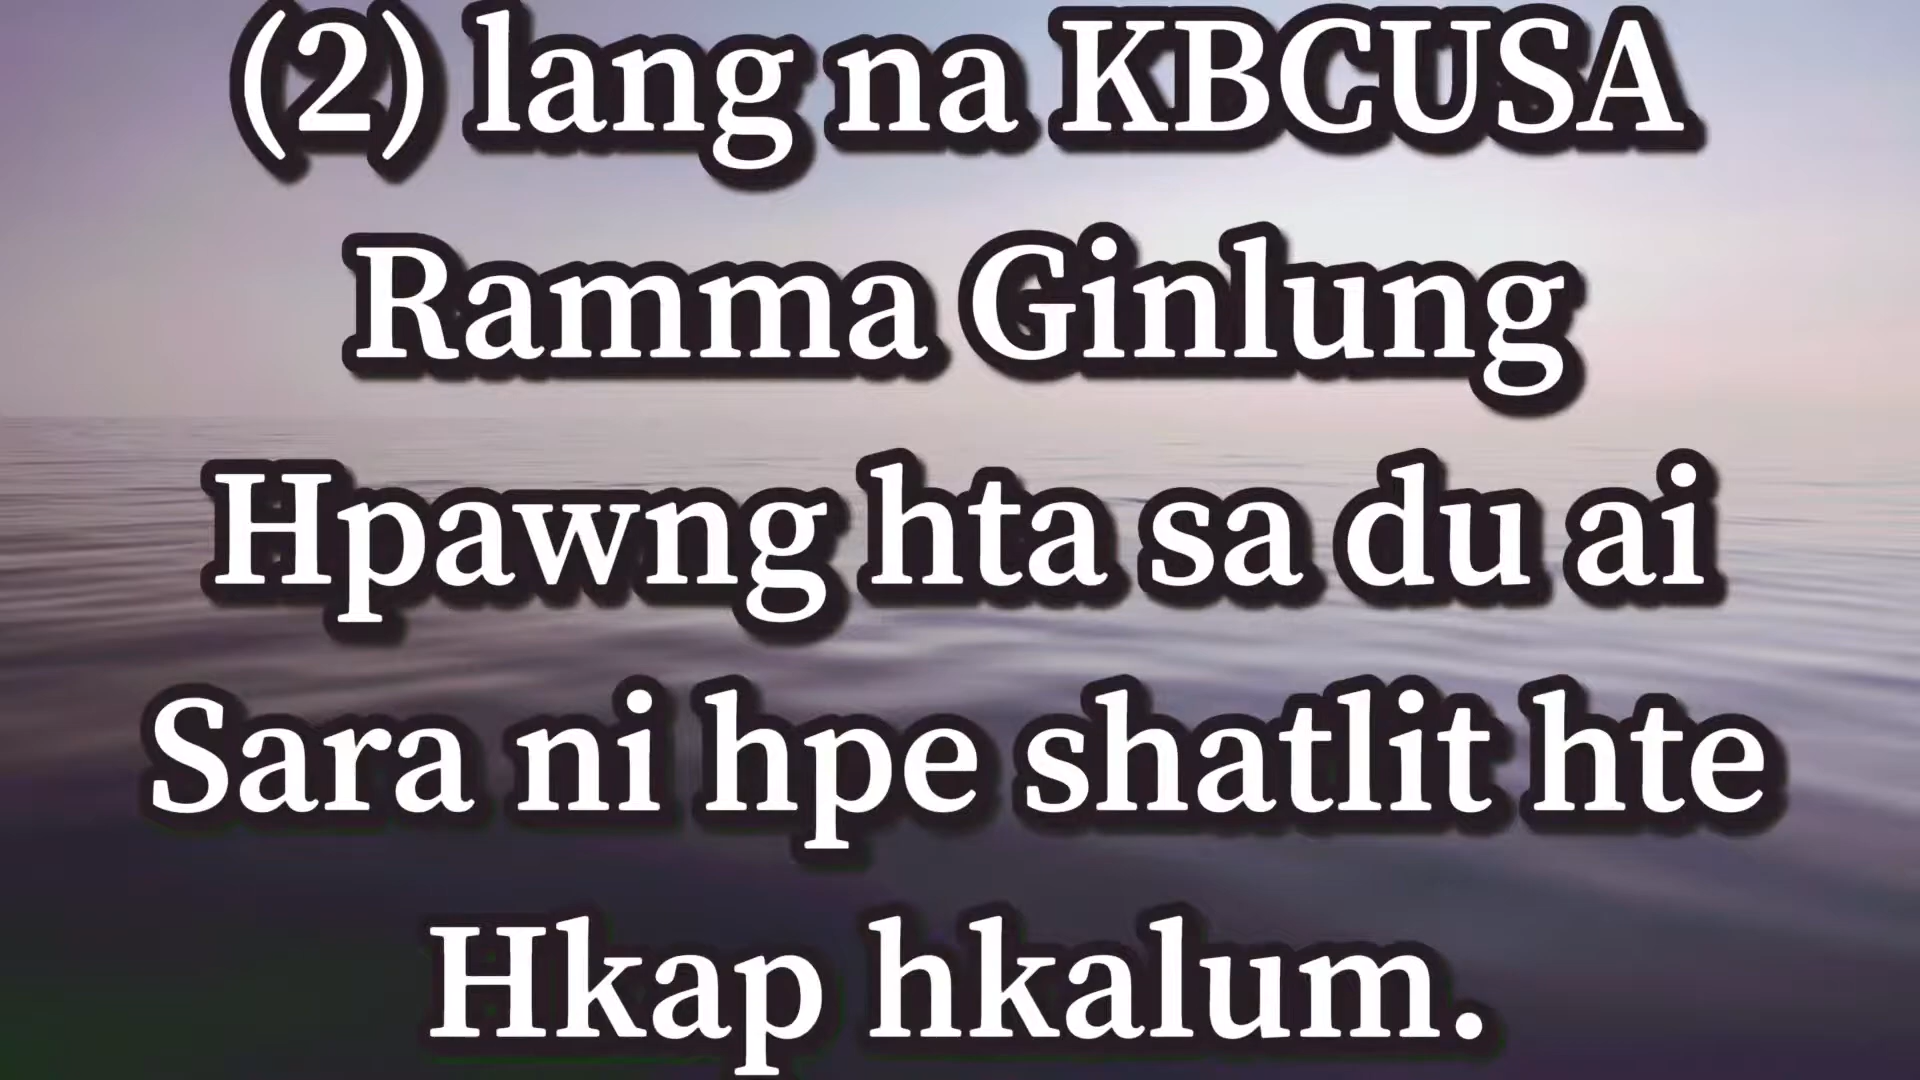 (2) lang na KBCUSA
Ramma Ginlung
Hpawng hta sa du ai
Sara ni hpe shatlit hte
Hkap hkalum.